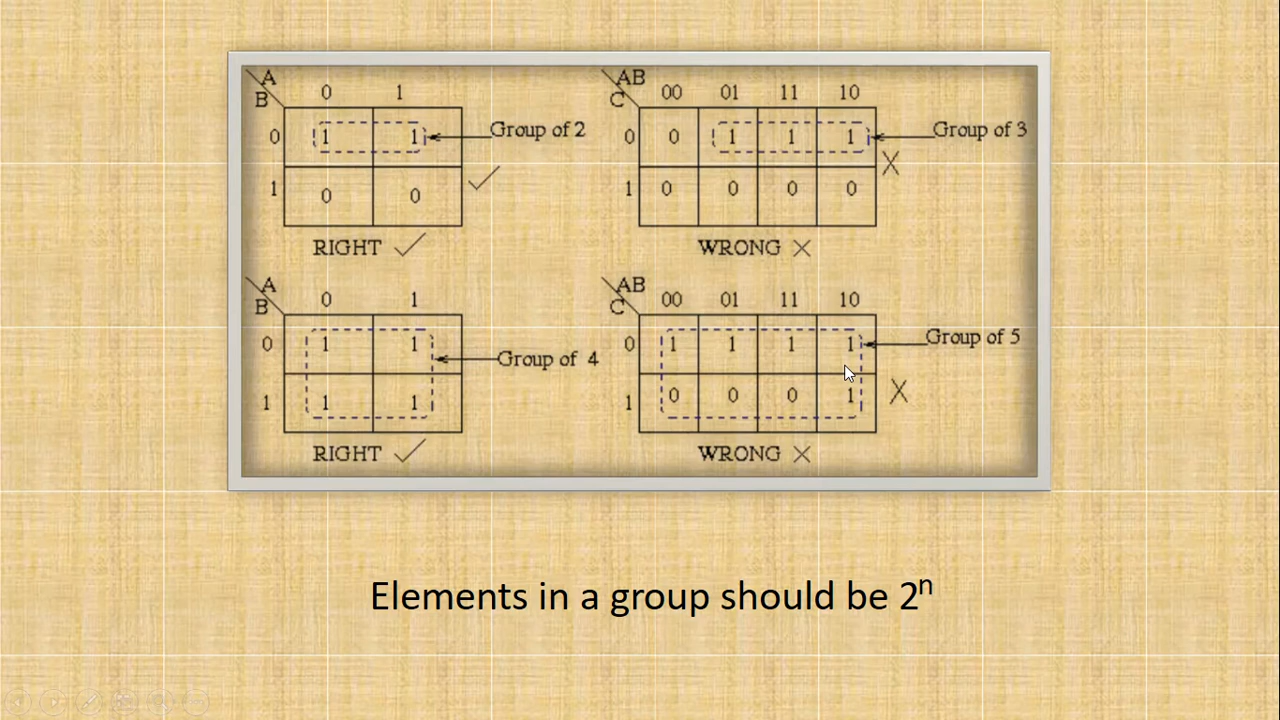 A
B
0 1
0 1 1 Group of 2
1 0 0
RIGHT
AB
C
00 01 11 10
0 0 1 1 1 Group of 3
1 0 0 0 0
WRONG
A
B
0 1
0 1 1
Group of 4
1 1 1
RIGHT
AB
C
00 01 11 10
0 1 1 1 1 Group of 5
1 0 0 0 1
WRONG
Elements in a group should be 2ⁿ